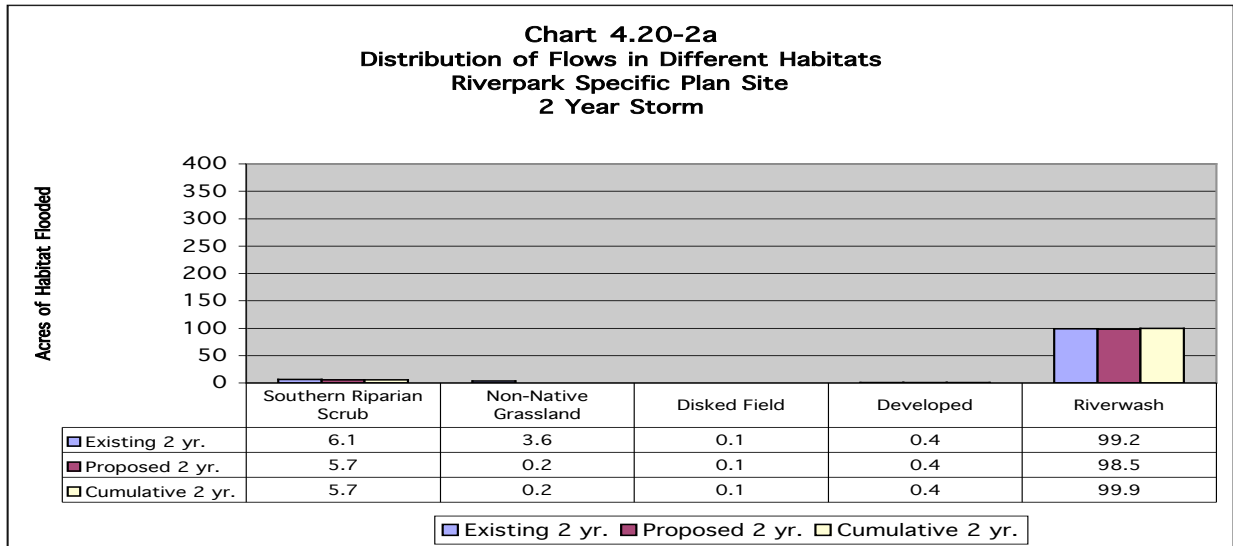 Chart 4.20-2a
Distribution of Flows in Different Habitats
Riverpark Specific Plan Site
2 Year Storm
Acres of Habitat Flooded
400
350
300
250
200
150
100
50
0
Southern Riparian Scrub Non-Native Grassland Disked Field Developed Riverwash
Existing 2 yr. 6.1 3.6 0.1 0.4 99.2
Proposed 2 yr. 5.7 0.2 0.1 0.4 98.5
Cumulative 2 yr. 5.7 0.2 0.1 0.4 99.9
Existing 2 yr. Proposed 2 yr. Cumulative 2 yr.